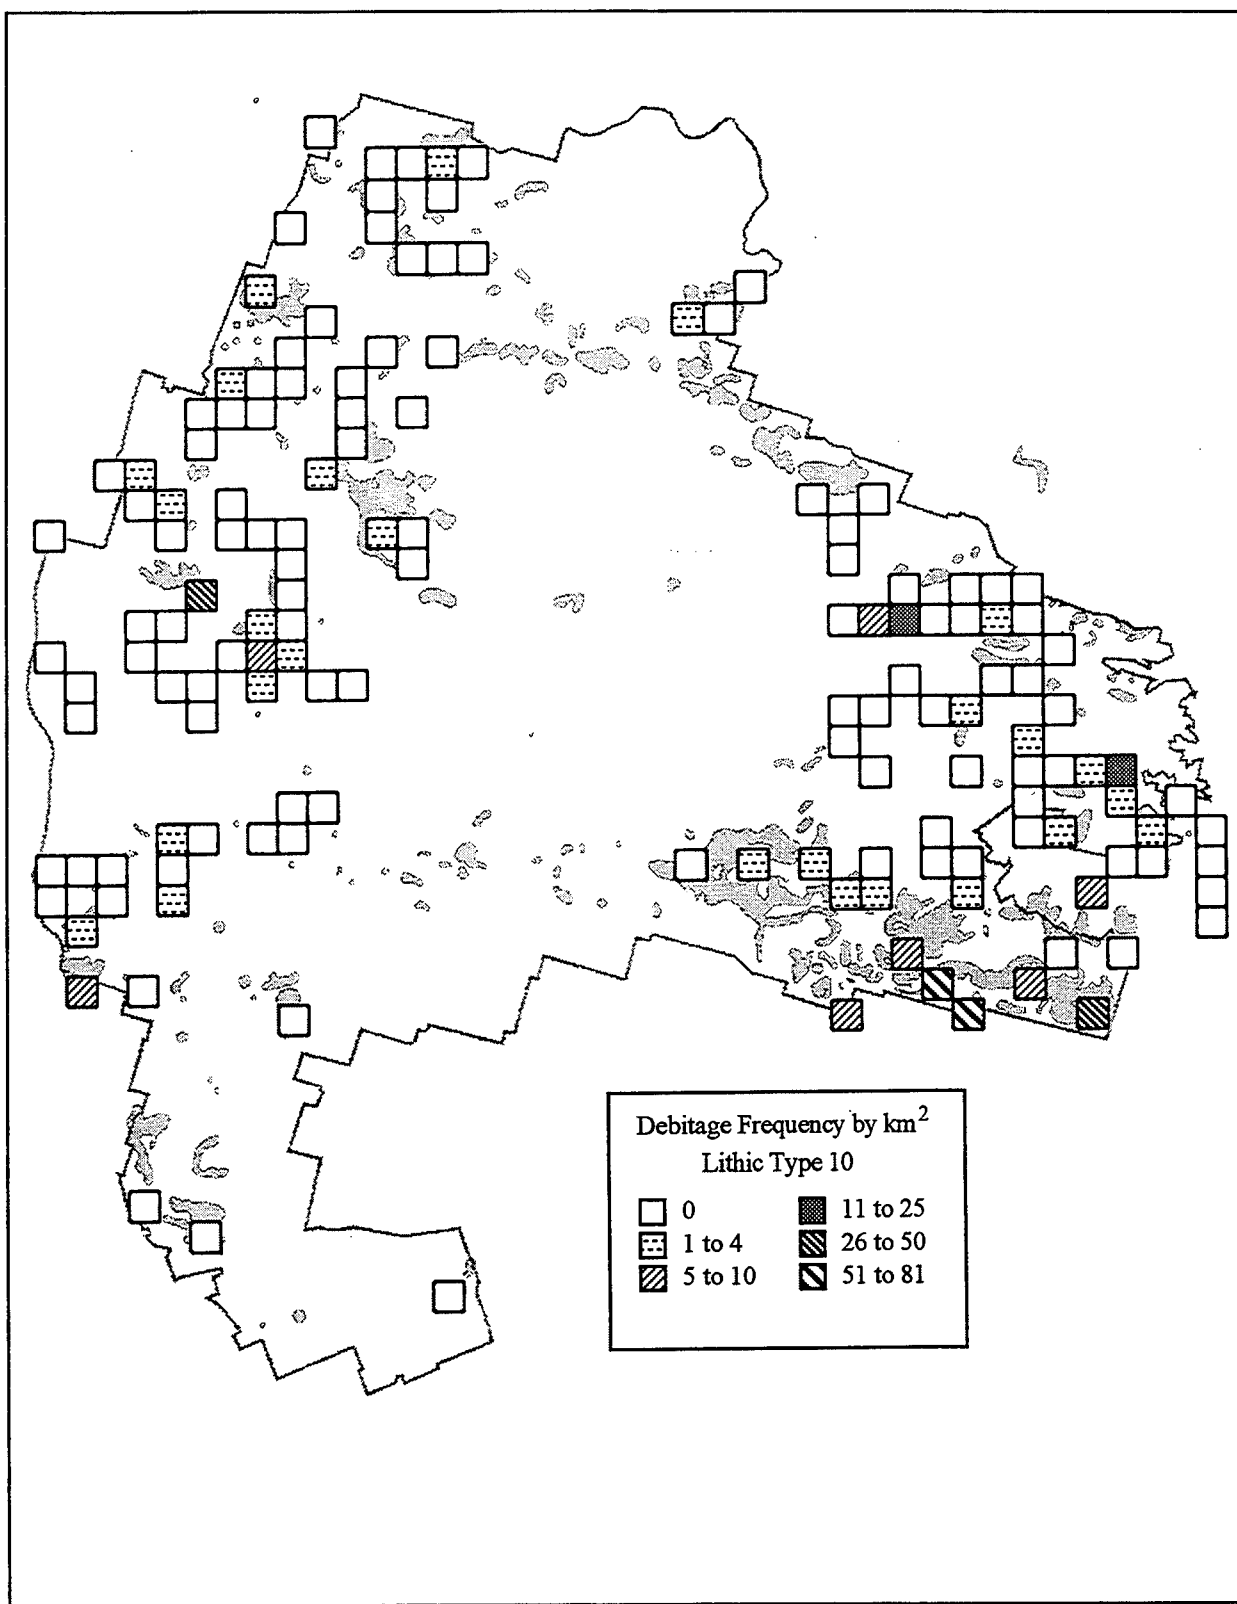 Debitage Frequency by km²
Lithic Type 10
0
11 to 25
1 to 4
26 to 50
5 to 10
51 to 81